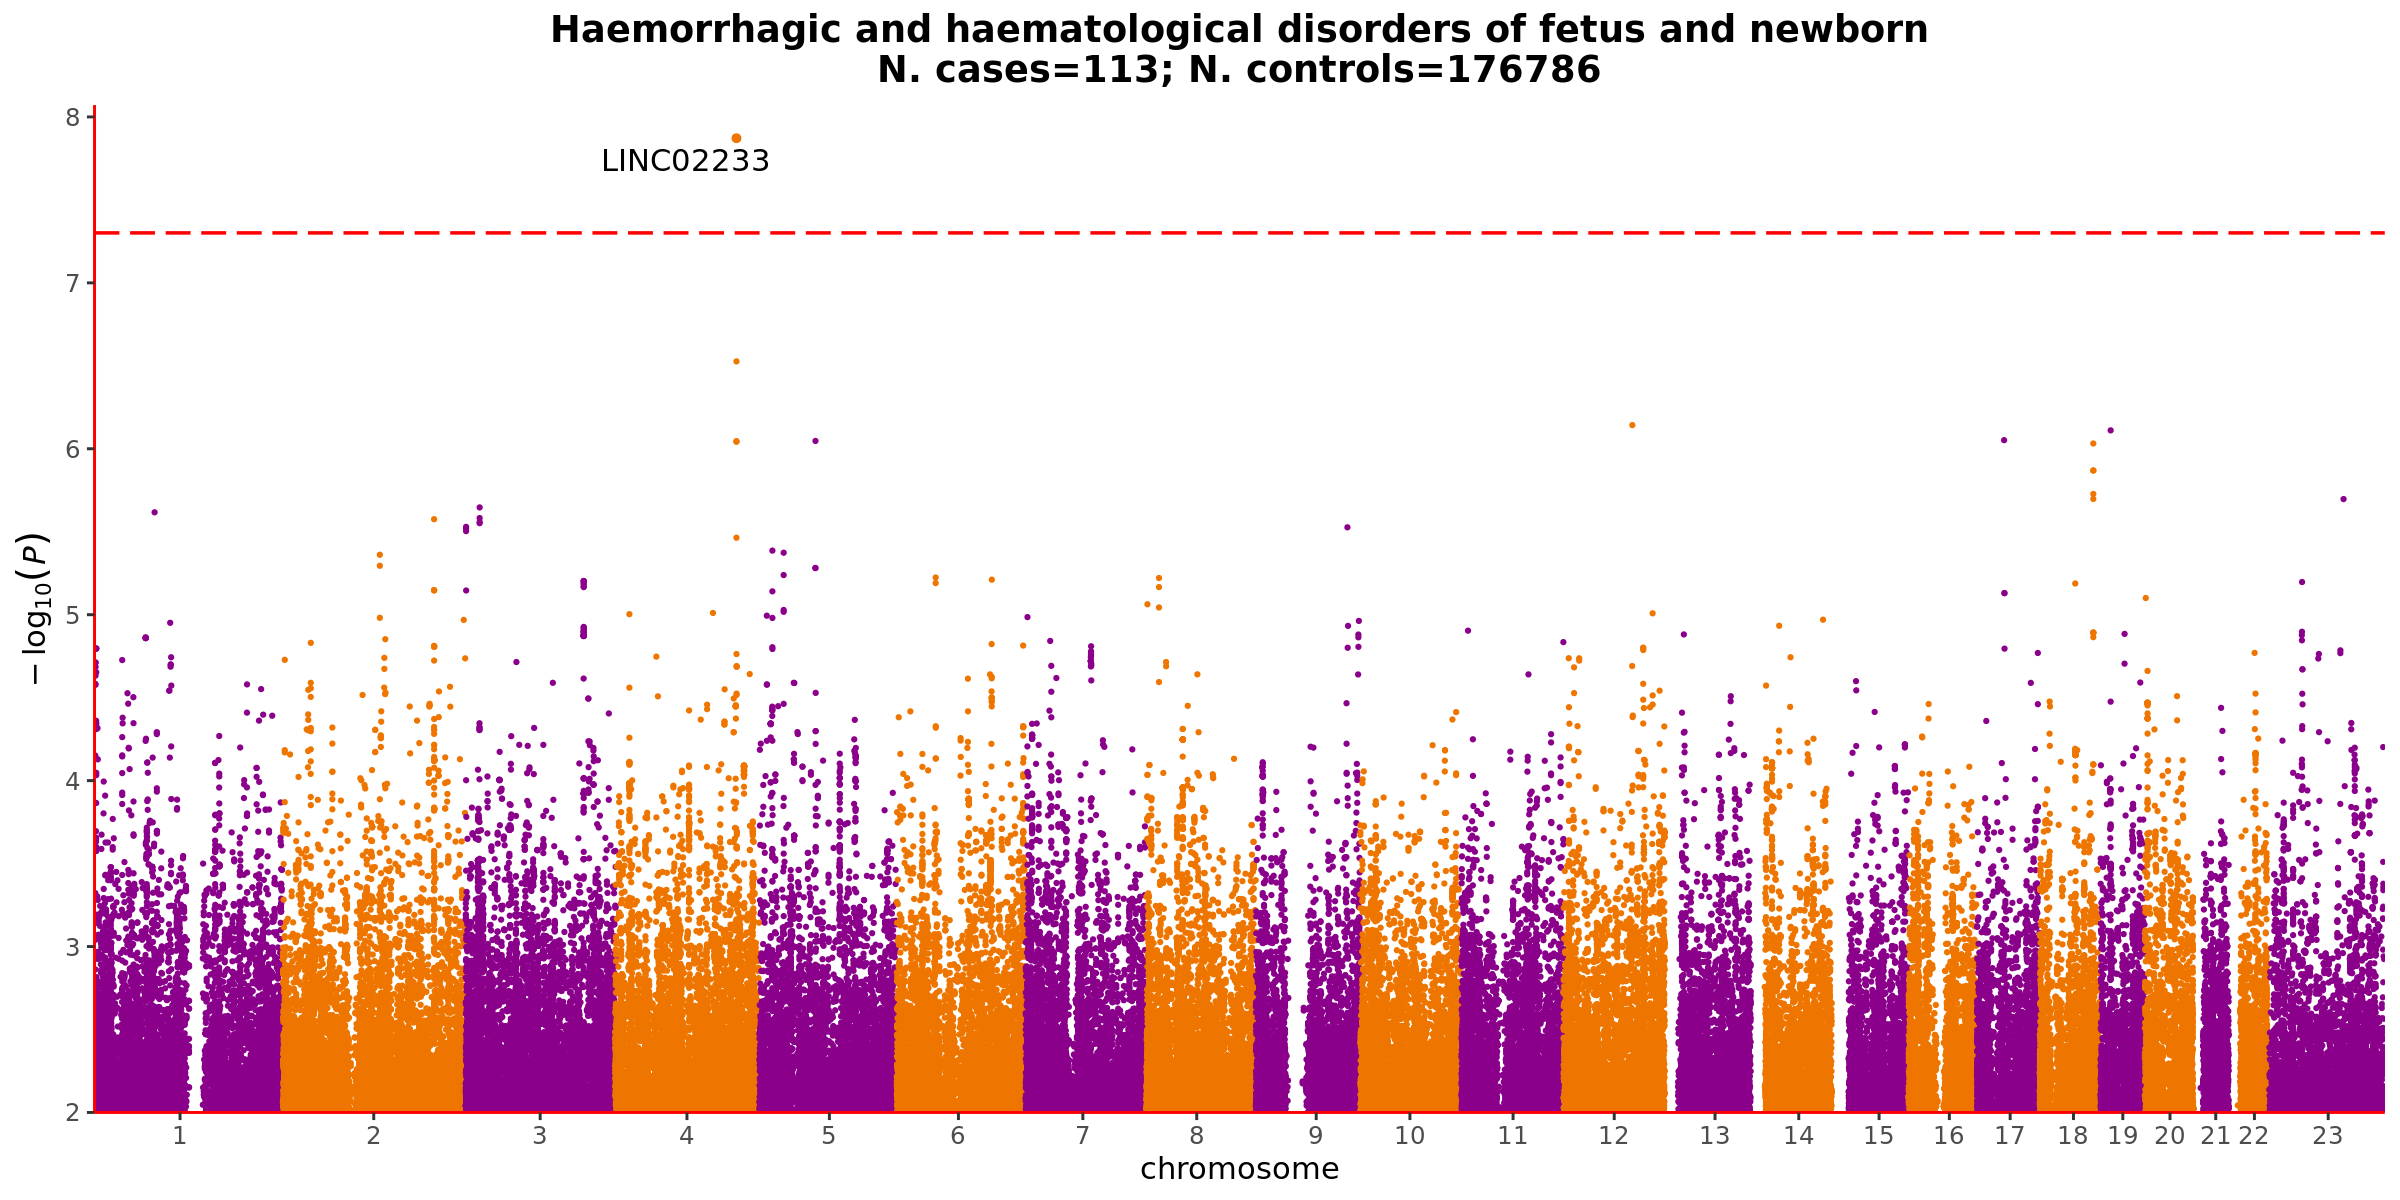 Haemorrhagic and haematological disorders of fetus and newborn
N. cases=113; N. controls=176786
8
LINC02233
7
6
5
4
3
2
−log10(P)
1 2 3 4 5 6 7 8 9 10 11 12 13 14 15 16 17 18 19 20 21 22 23
chromosome